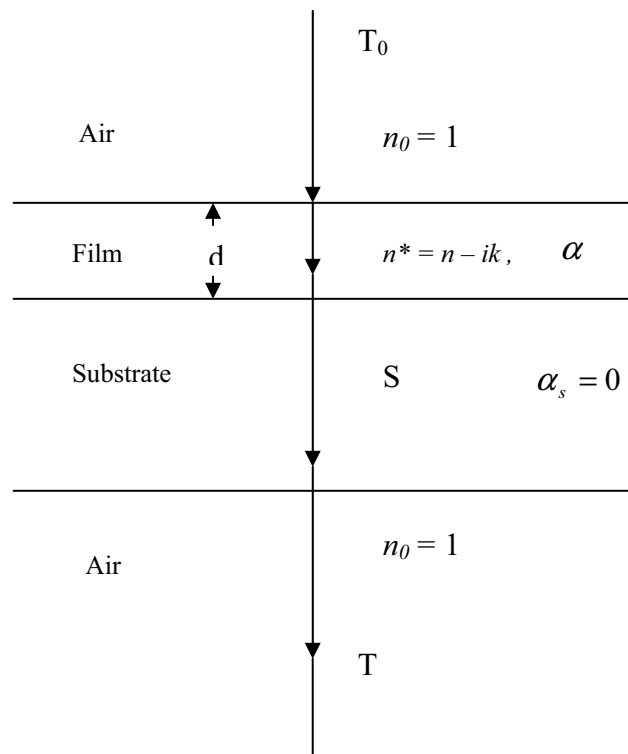 T₀
Air n₀ = 1
Film d n* = n – ik , α
Substrate S αₛ = 0
Air n₀ = 1
T